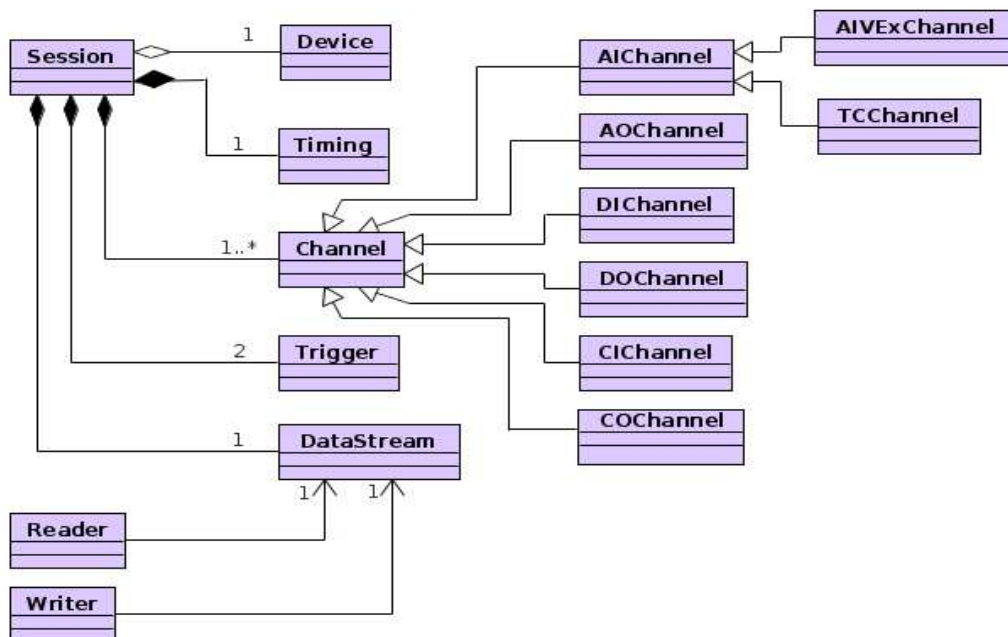 Session
1
Device
1
Timing
1..*
Channel
2
Trigger
1
DataStream
1
1
Reader
Writer
AIChannel
AOChannel
DIChannel
DOChannel
CIChannel
COChannel
AIVExChannel
TCChannel